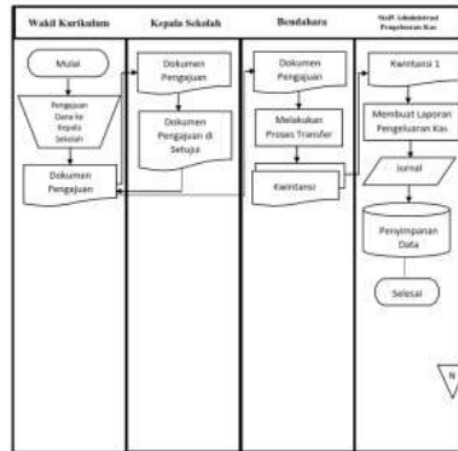 Wakil Kurikulum
Kepala Sekolah
Bendahara
Staff Administrasi
Pengeluaran Kas
Mulai
Pengajuan
Dana ke
Kepala
Sekolah
Dokumen
Pengajuan
Dokumen
Pengajuan
Dokumen
Pengajuan di
Setujui
Dokumen
Pengajuan
Melakukan
Proses Transfer
Kwintansi
Kwintansi 1
Membuat Laporan
Pengeluaran Kas
Jurnal
Penyimpanan
Data
Selesai
N